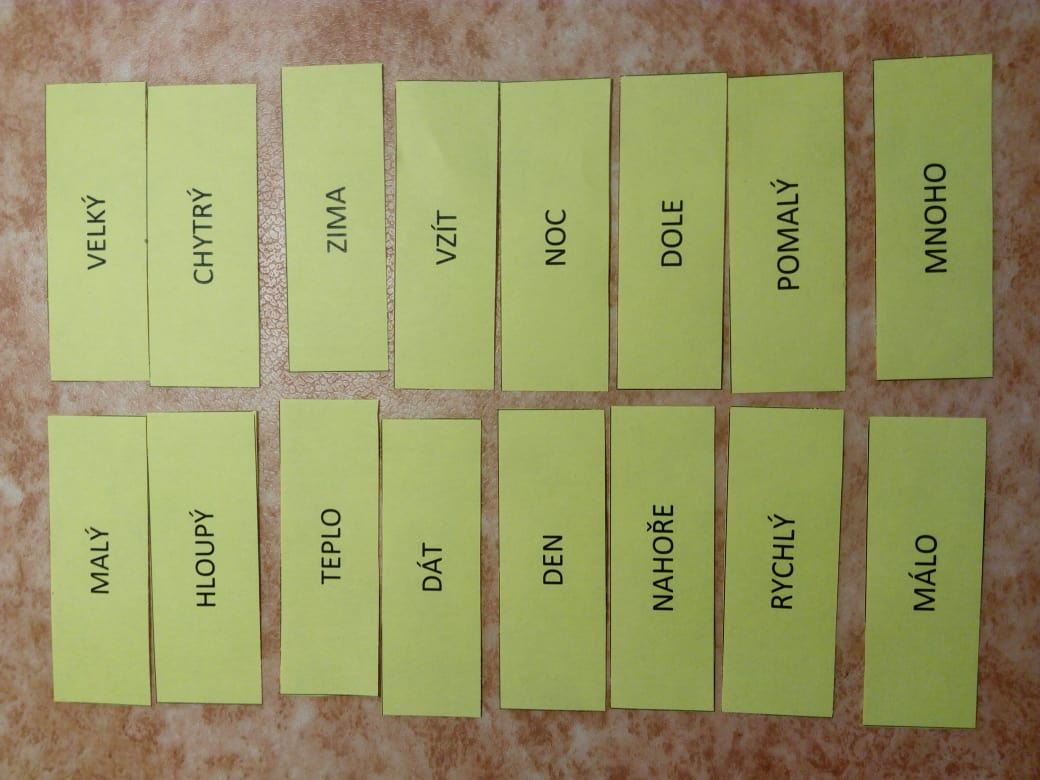 MALÝ VELKÝ
HLOUPÝ CHYTRÝ
TEPLO ZIMA
DÁT VZÍT
DEN NOC
NAHOŘE DOLE
RYCHLÝ POMALÝ
MÁLO MNOHO